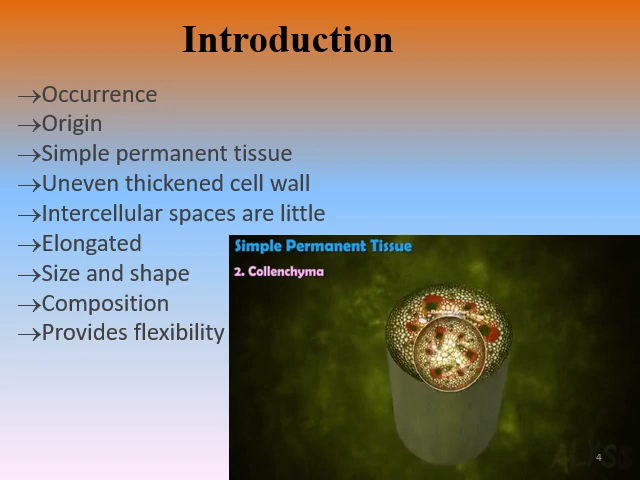 Introduction
→Occurrence
→Origin
→Simple permanent tissue
→Uneven thickened cell wall
→Intercellular spaces are little
→Elongated
→Size and shape
→Composition
→Provides flexibility
Simple Permanent Tissue
2. Collenchyma
4